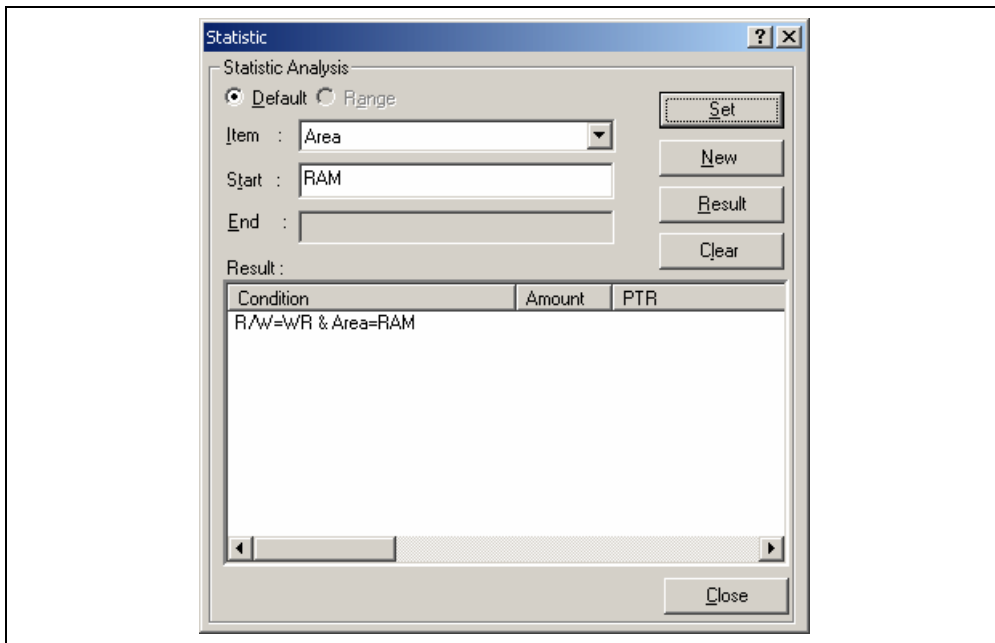 Statistic
Statistic Analysis
Default Range
Item : Area
Start : RAM
End :
Set
New
Result
Clear
Result :
Condition Amount PTR
R/W=WR & Area=RAM
Close